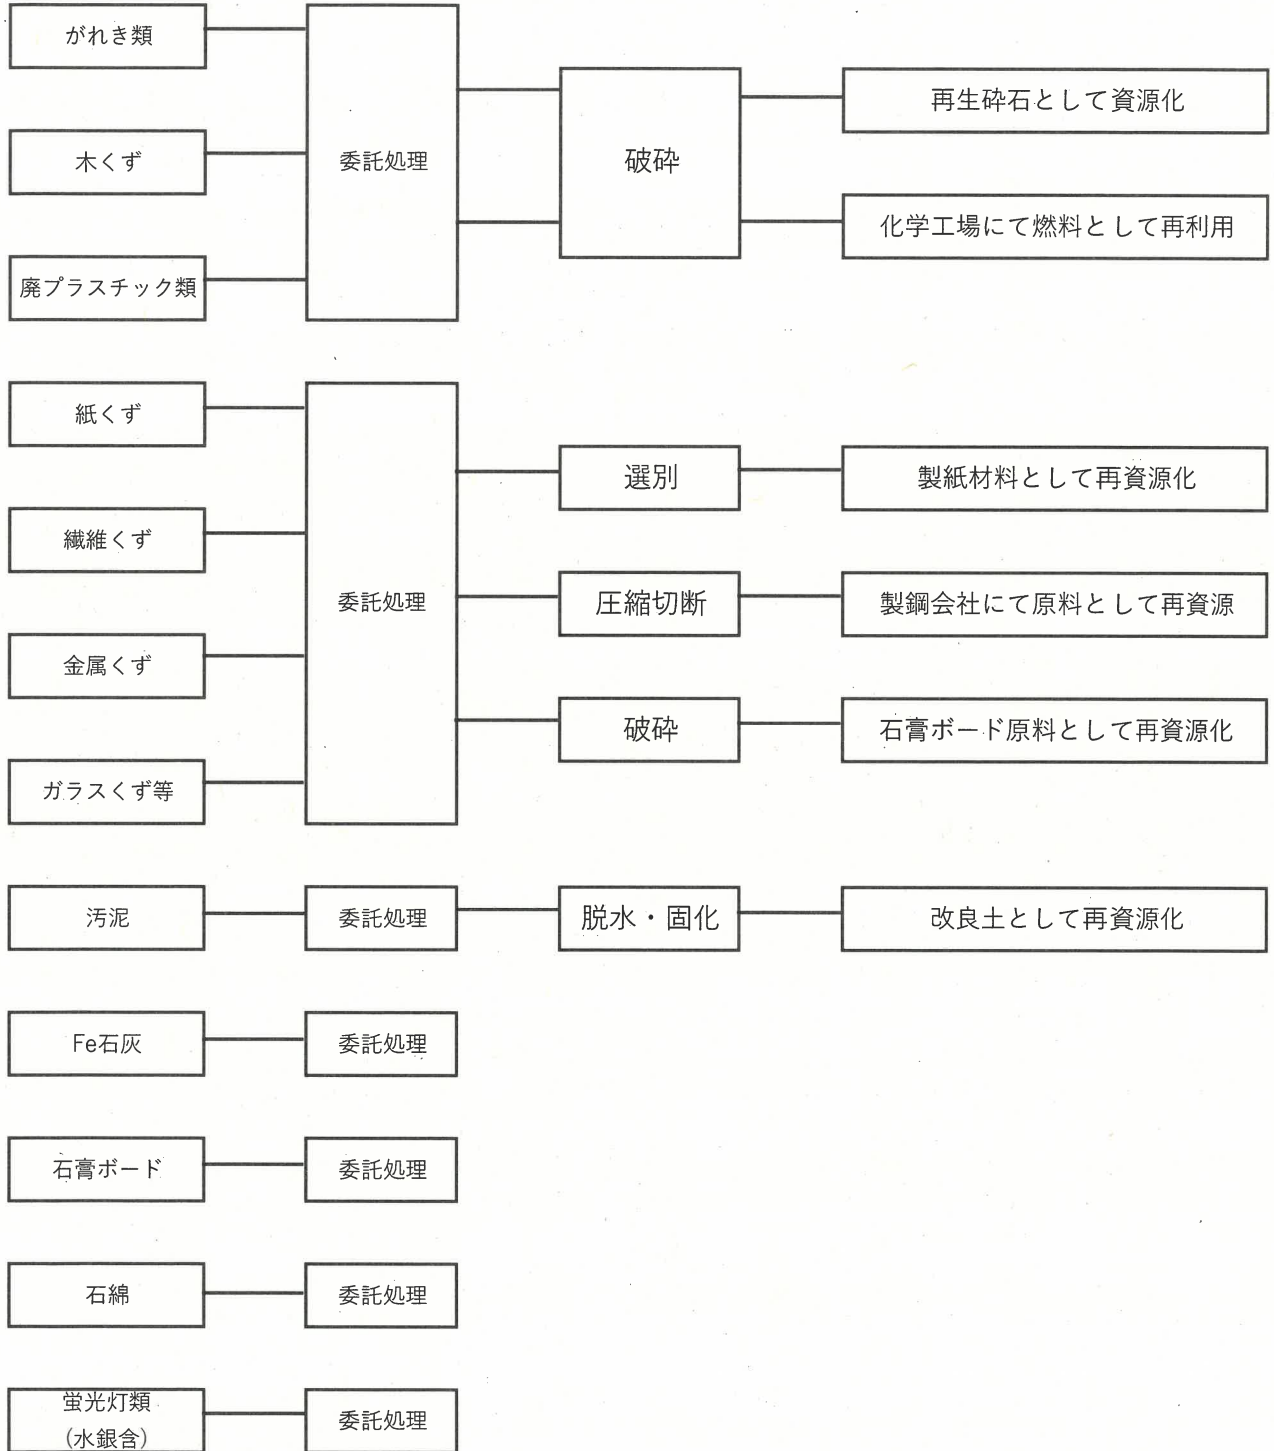 がれき類
木くず
廃プラスチック類
委託処理
破砕
再生砕石として資源化
化学工場にて燃料として再利用
紙くず
繊維くず
金属くず
ガラスくず等
委託処理
選別
製紙材料として再資源化
圧縮切断
製鋼会社にて原料として再資源
破砕
石膏ボード原料として再資源化
汚泥
委託処理
脱水・固化
改良土として再資源化
Fe石灰
委託処理
石膏ボード
委託処理
石綿
委託処理
蛍光灯類
(水銀含)
委託処理